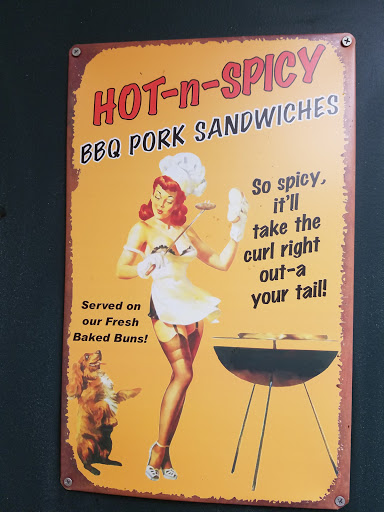 HOT-n-SPICY
BBQ PORK SANDWICHES
So spicy,
it'll
take the
curl right
out-a
your tail!
Served on
our Fresh
Baked Buns!